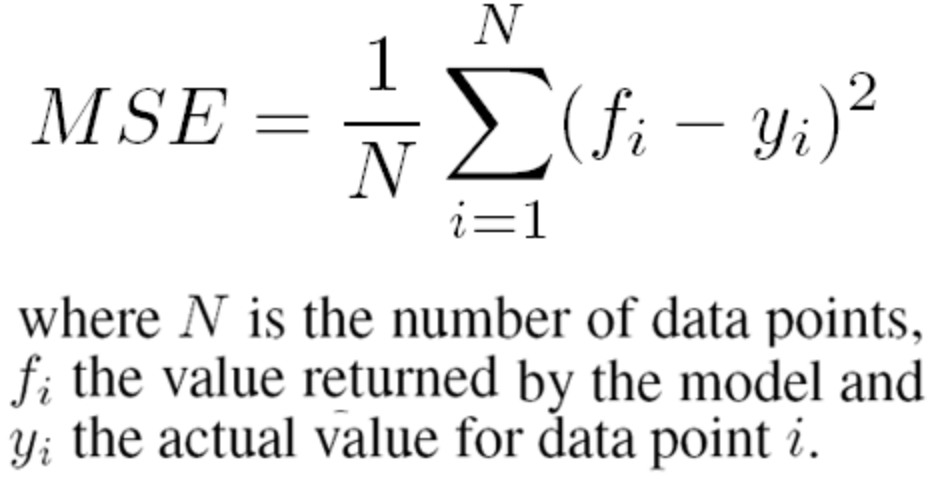 MSE = \frac{1}{N} \sum_{i=1}^{N} (f_i - y_i)^2
where N is the number of data points,
f_i the value returned by the model and
y_i the actual value for data point i.